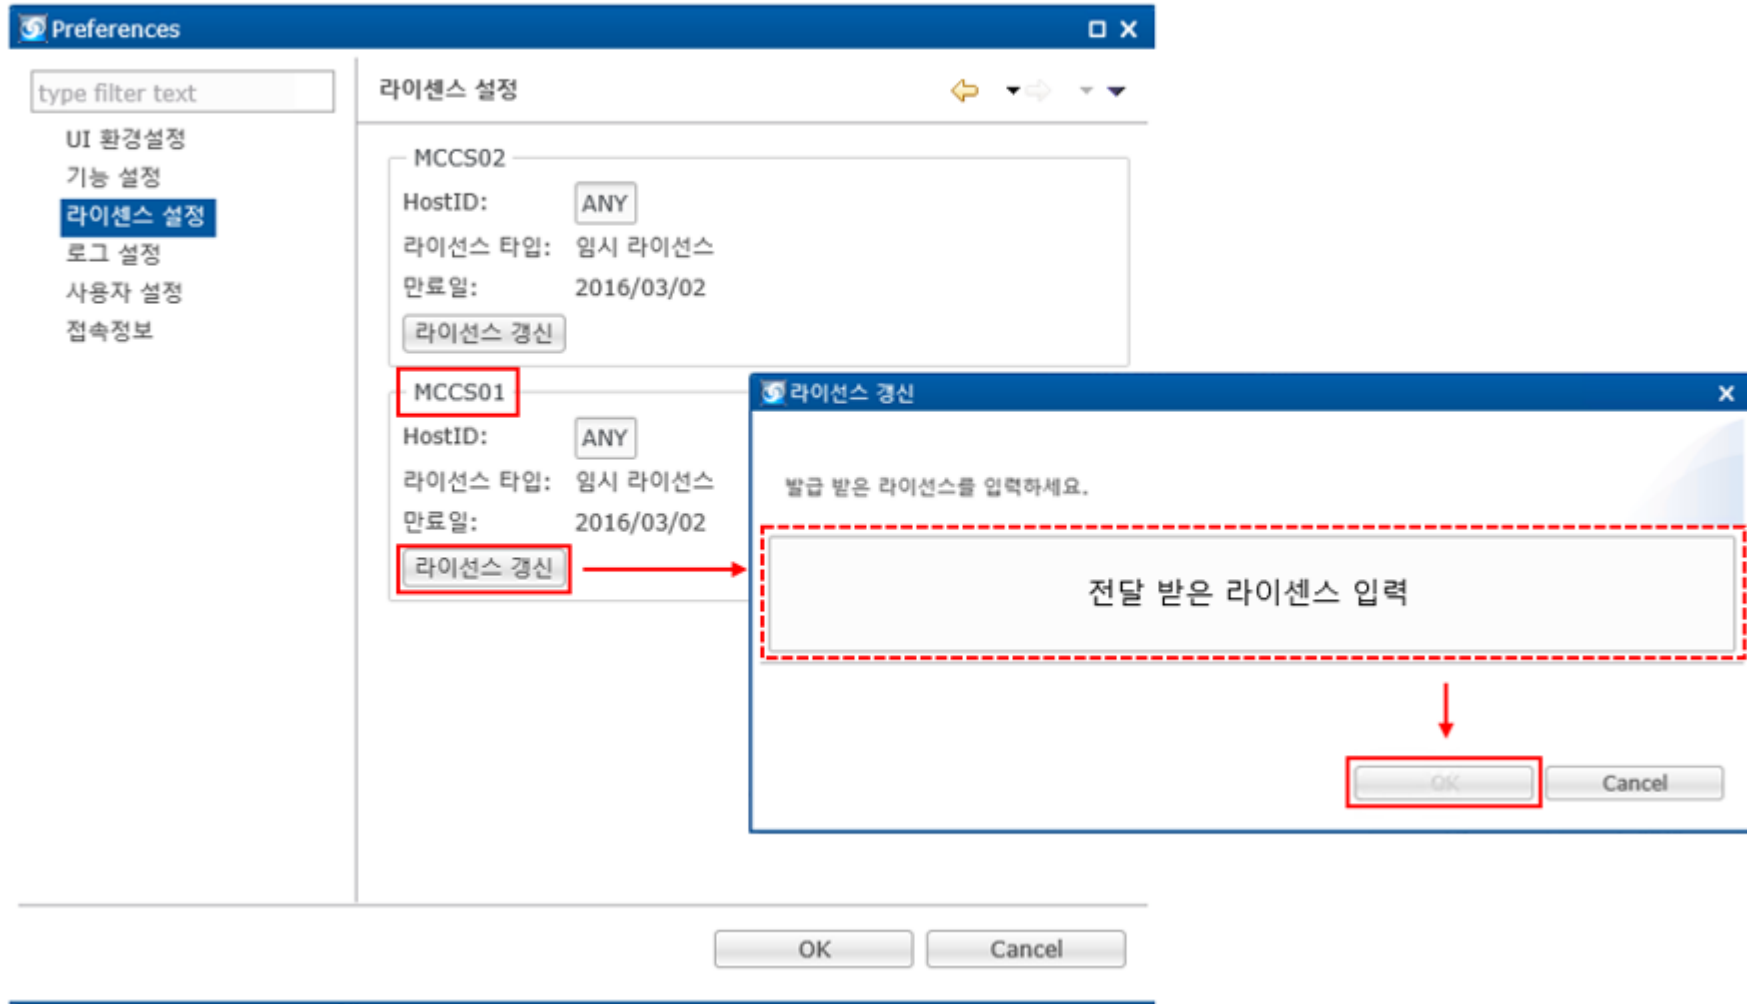 Preferences
type filter text
UI 환경설정
기능 설정
라이센스 설정
로그 설정
사용자 설정
접속정보
라이센스 설정
MCCS02
HostID: ANY
라이선스 타입: 임시 라이선스
만료일: 2016/03/02
라이선스 갱신
MCCS01
HostID: ANY
라이선스 타입: 임시 라이선스
만료일: 2016/03/02
라이선스 갱신
라이선스 갱신
발급 받은 라이선스를 입력하세요.
전달 받은 라이센스 입력
OK Cancel
OK Cancel